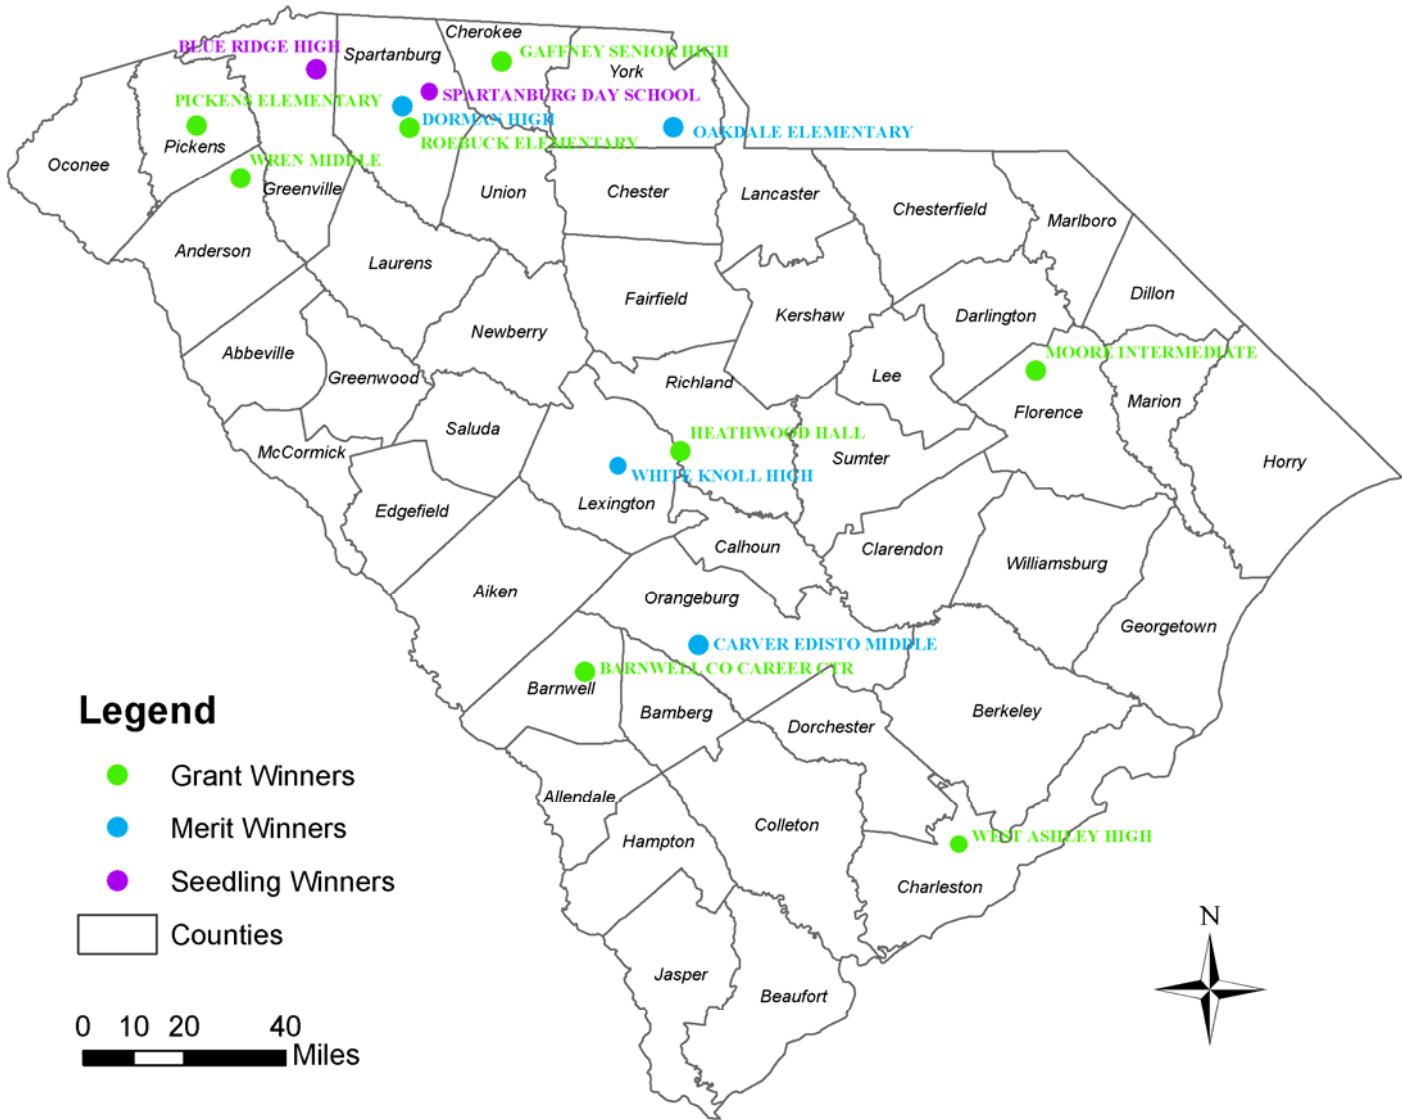 Cherokee
BLUE RIDGE HIGH
Spartanburg
GAFFNEY SENIOR HIGH
York
PICKENS ELEMENTARY
SPARTANBURG DAY SCHOOL
DORMAN HIGH
OAKDALE ELEMENTARY
ROEBUCK ELEMENTARY
Pickens
Oconee
WREN MIDDLE
Greenville
Union
Chester
Lancaster
Chesterfield
Marlboro
Anderson
Laurens
Fairfield
Kershaw
Darlington
Dillon
Newberry
Abbeville
Greenwood
Richland
Lee
MOORE INTERMEDIATE
Florence
Marion
Saluda
HEATHWOOD HALL
McCormick
Sumter
Horry
WHITE KNOLL HIGH
Edgefield
Lexington
Calhoun
Clarendon
Williamsburg
Aiken
Orangeburg
Georgetown
CARVER EDISTO MIDDLE
BARNWELL CO CAREER CTR
Barnwell
Bamberg
Dorchester
Berkeley
Allendale
Hampton
Colleton
WEST ASHLEY HIGH
Charleston
Jasper
Beaufort
Legend
Grant Winners
Merit Winners
Seedling Winners
Counties
0 10 20 40
Miles
N